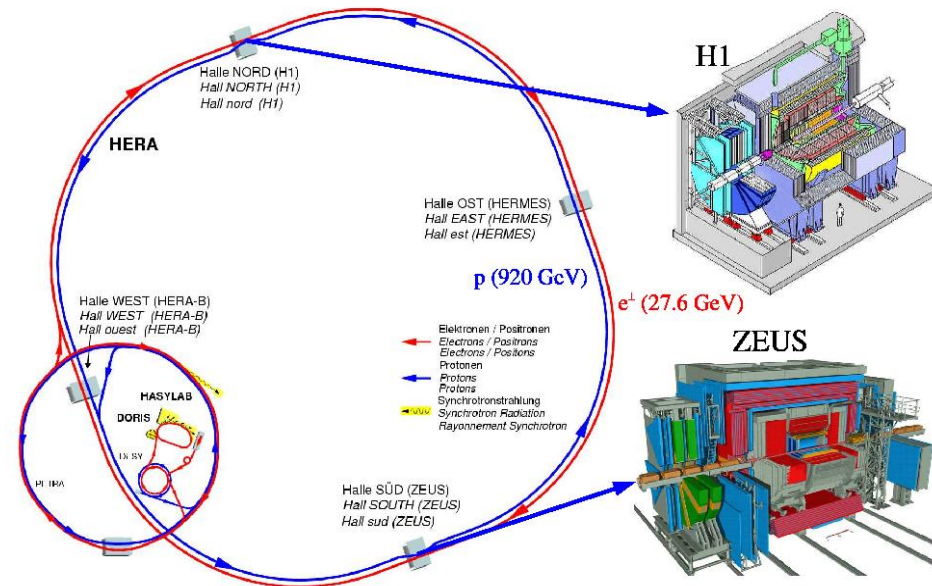 H1
Halle NORD (H1)
Hall NORTH (H1)
Hall nord (H1)
HERA
Halle OST (HERMES)
Hall EAST (HERMES)
Hall est (HERMES)
p (920 GeV)
e± (27.6 GeV)
Halle WEST (HERA-B)
Hall WEST (HERA-B)
Hall ouest (HERA-B)
Elektronen / Positronen
Electrons / Positrons
Electrons / Positons
Protonen
Protons
Protons
Synchrotronstrahlung
Synchrotron Radiation
Rayonnement Synchrotron
ZEUS
HASYLAB
DORIS
DESY
PETRA
Halle SÜD (ZEUS)
Hall SOUTH (ZEUS)
Hall sud (ZEUS)